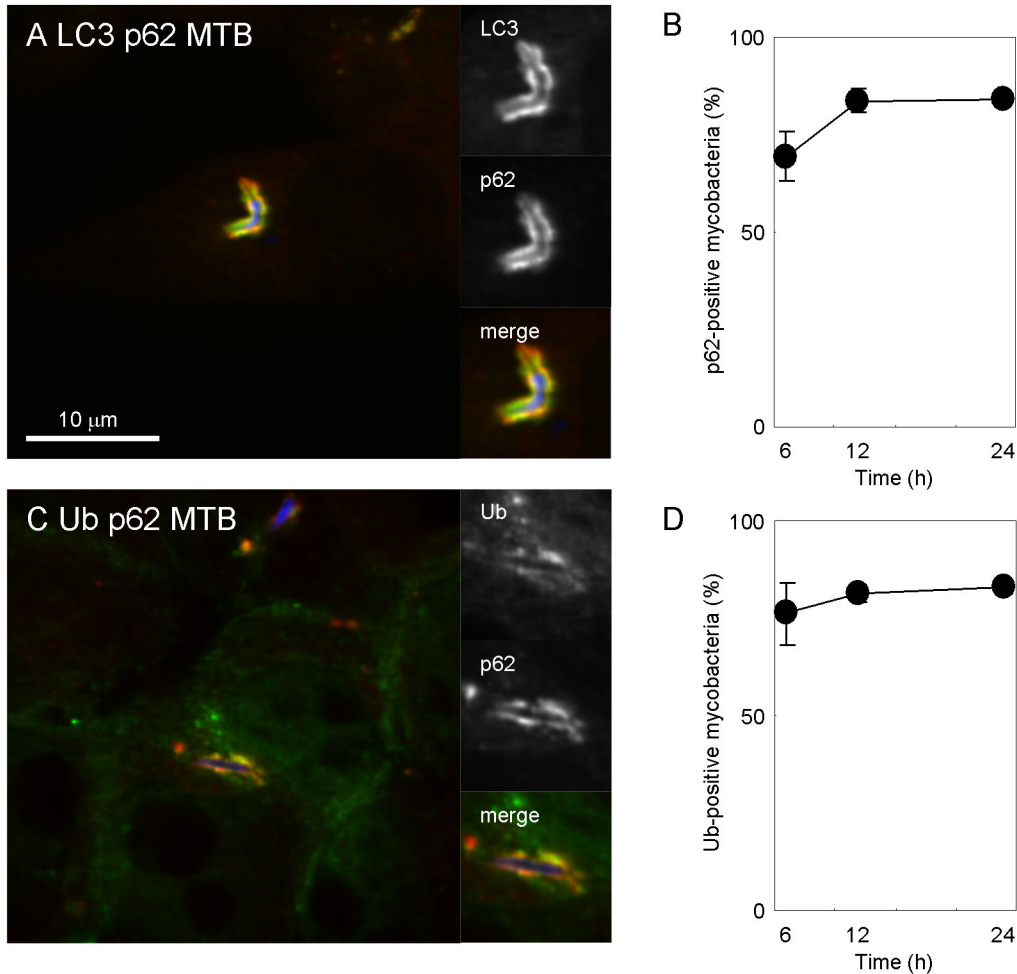 A LC3 p62 MTB
LC3
p62
merge
10 μm
B
100
50
0
p62-positive mycobacteria (%)
6 12 24
Time (h)
C Ub p62 MTB
Ub
p62
merge
D
100
50
0
Ub-positive mycobacteria (%)
6 12 24
Time (h)